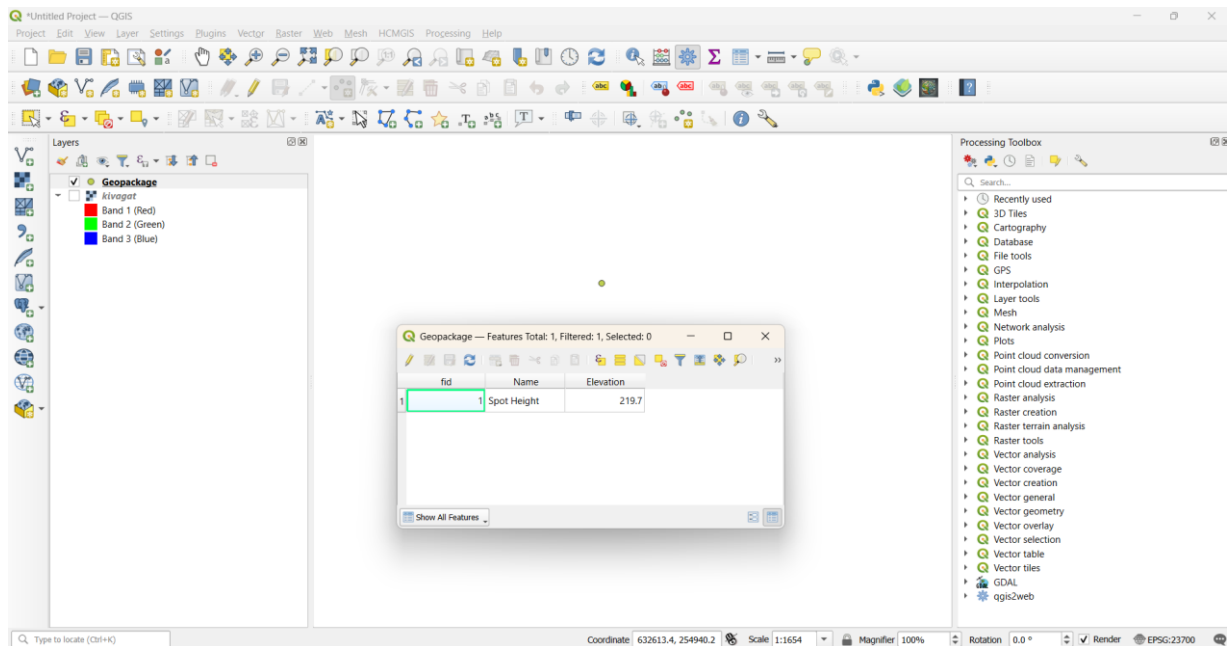 *Untitled Project — QGIS
Project Edit View Layer Settings Plugins Vector Raster Web Mesh HCMGIS Processing Help
Layers
Geopackage
kivagat
Band 1 (Red)
Band 2 (Green)
Band 3 (Blue)
Geopackage — Features Total: 1, Filtered: 1, Selected: 0
fid Name Elevation
1 1 Spot Height 219.7
Show All Features
Processing Toolbox
Search...
Recently used
3D Tiles
Cartography
Database
File tools
GPS
Interpolation
Layer tools
Mesh
Network analysis
Plots
Point cloud conversion
Point cloud data management
Point cloud extraction
Raster analysis
Raster creation
Raster terrain analysis
Raster tools
Vector analysis
Vector coverage
Vector creation
Vector general
Vector geometry
Vector overlay
Vector selection
Vector table
Vector tiles
GDAL
qgis2web
Type to locate (Ctrl+K) Coordinate 632613.4, 254940.2 Scale 1:1654 Magnifier 100% Rotation 0.0 ° Render EPSG:23700